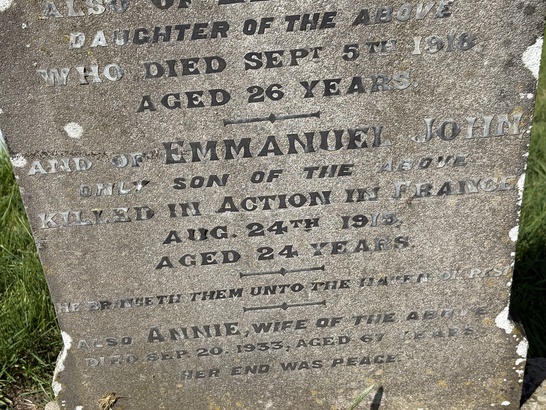 ALSO OF
DAUGHTER OF THE ABOVE
WHO DIED SEPT 5TH 1918
AGED 26 YEARS
AND OF EMMANUEL JOHN
ONLY SON OF THE ABOVE
KILLED IN ACTION IN FRANCE
AUG. 24TH 1918.
AGED 24 YEARS.
HE BRINGETH THEM UNTO THE HAVEN
ALSO ANNIE, WIFE OF THE ABOVE
DIED SEP 20. 1933, AGED 67 YEARS.
HER END WAS PEACE